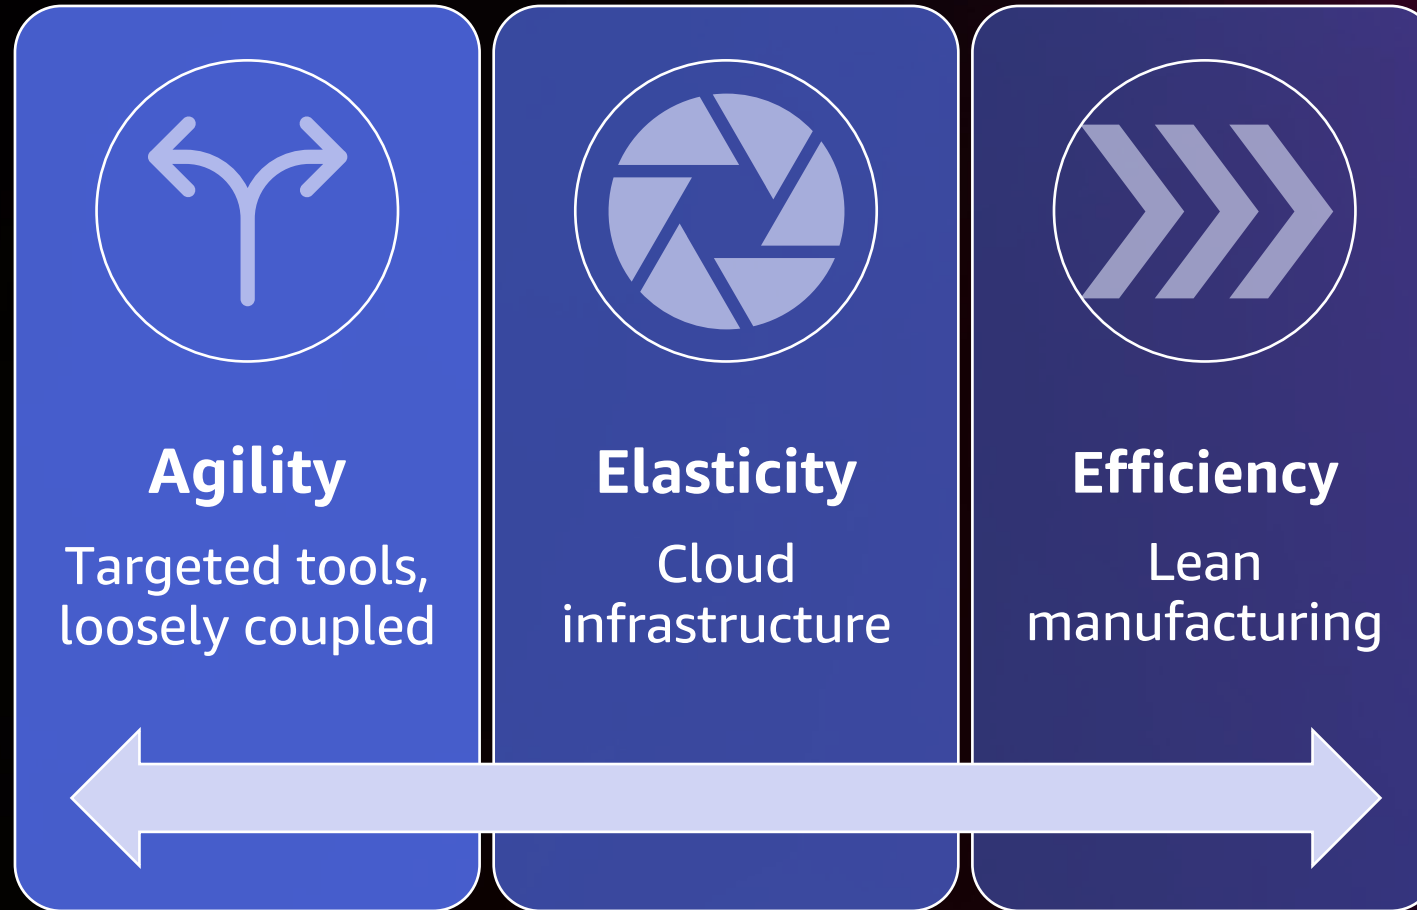 Agility
Targeted tools,
loosely coupled
Elasticity
Cloud
infrastructure
Efficiency
Lean
manufacturing